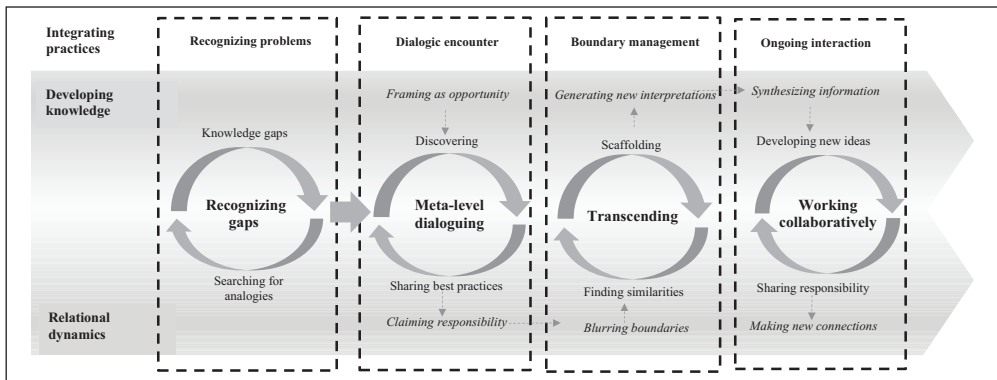 Integrating
practices
Recognizing problems
Dialogic encounter
Boundary management
Ongoing interaction
Developing
knowledge
Framing as opportunity
Generating new interpretations
Synthesizing information
Knowledge gaps
Discovering
Scaffolding
Developing new ideas
Recognizing
gaps
Meta-level
dialoguing
Transcending
Working
collaboratively
Searching for
analogies
Sharing best practices
Finding similarities
Sharing responsibility
Relational
dynamics
Claiming responsibility
Blurring boundaries
Making new connections